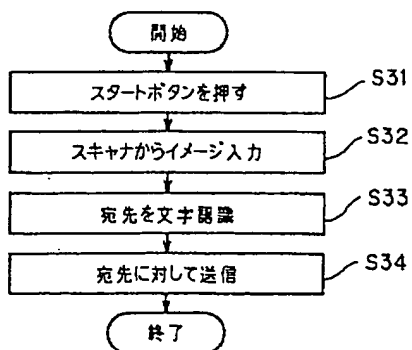 開始
スタートボタンを押す
S31
スキャナからイメージ入力
S32
宛先を文字認識
S33
宛先に対して送信
S34
終了